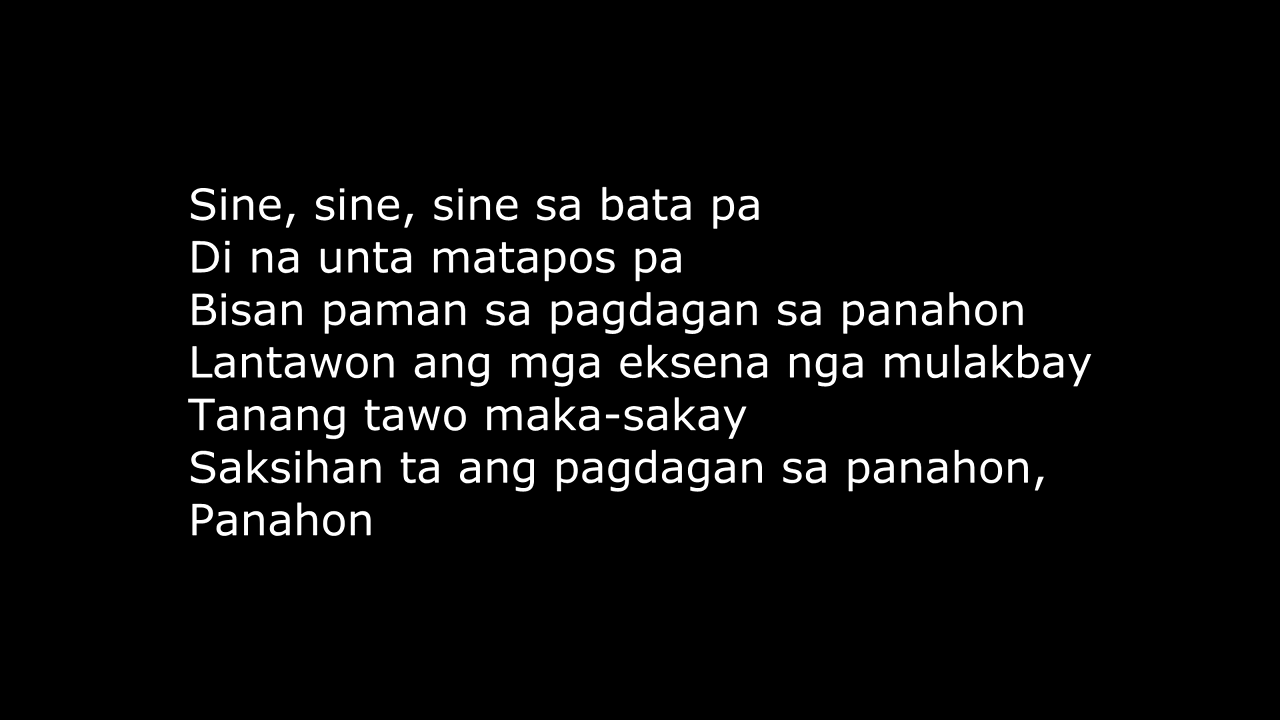 Sine, sine, sine sa bata pa
Di na unta matapos pa
Bisan paman sa pagdagan sa panahon
Lantawon ang mga eksena nga mulakbay
Tanang tawo maka-sakay
Saksihan ta ang pagdagan sa panahon,
Panahon